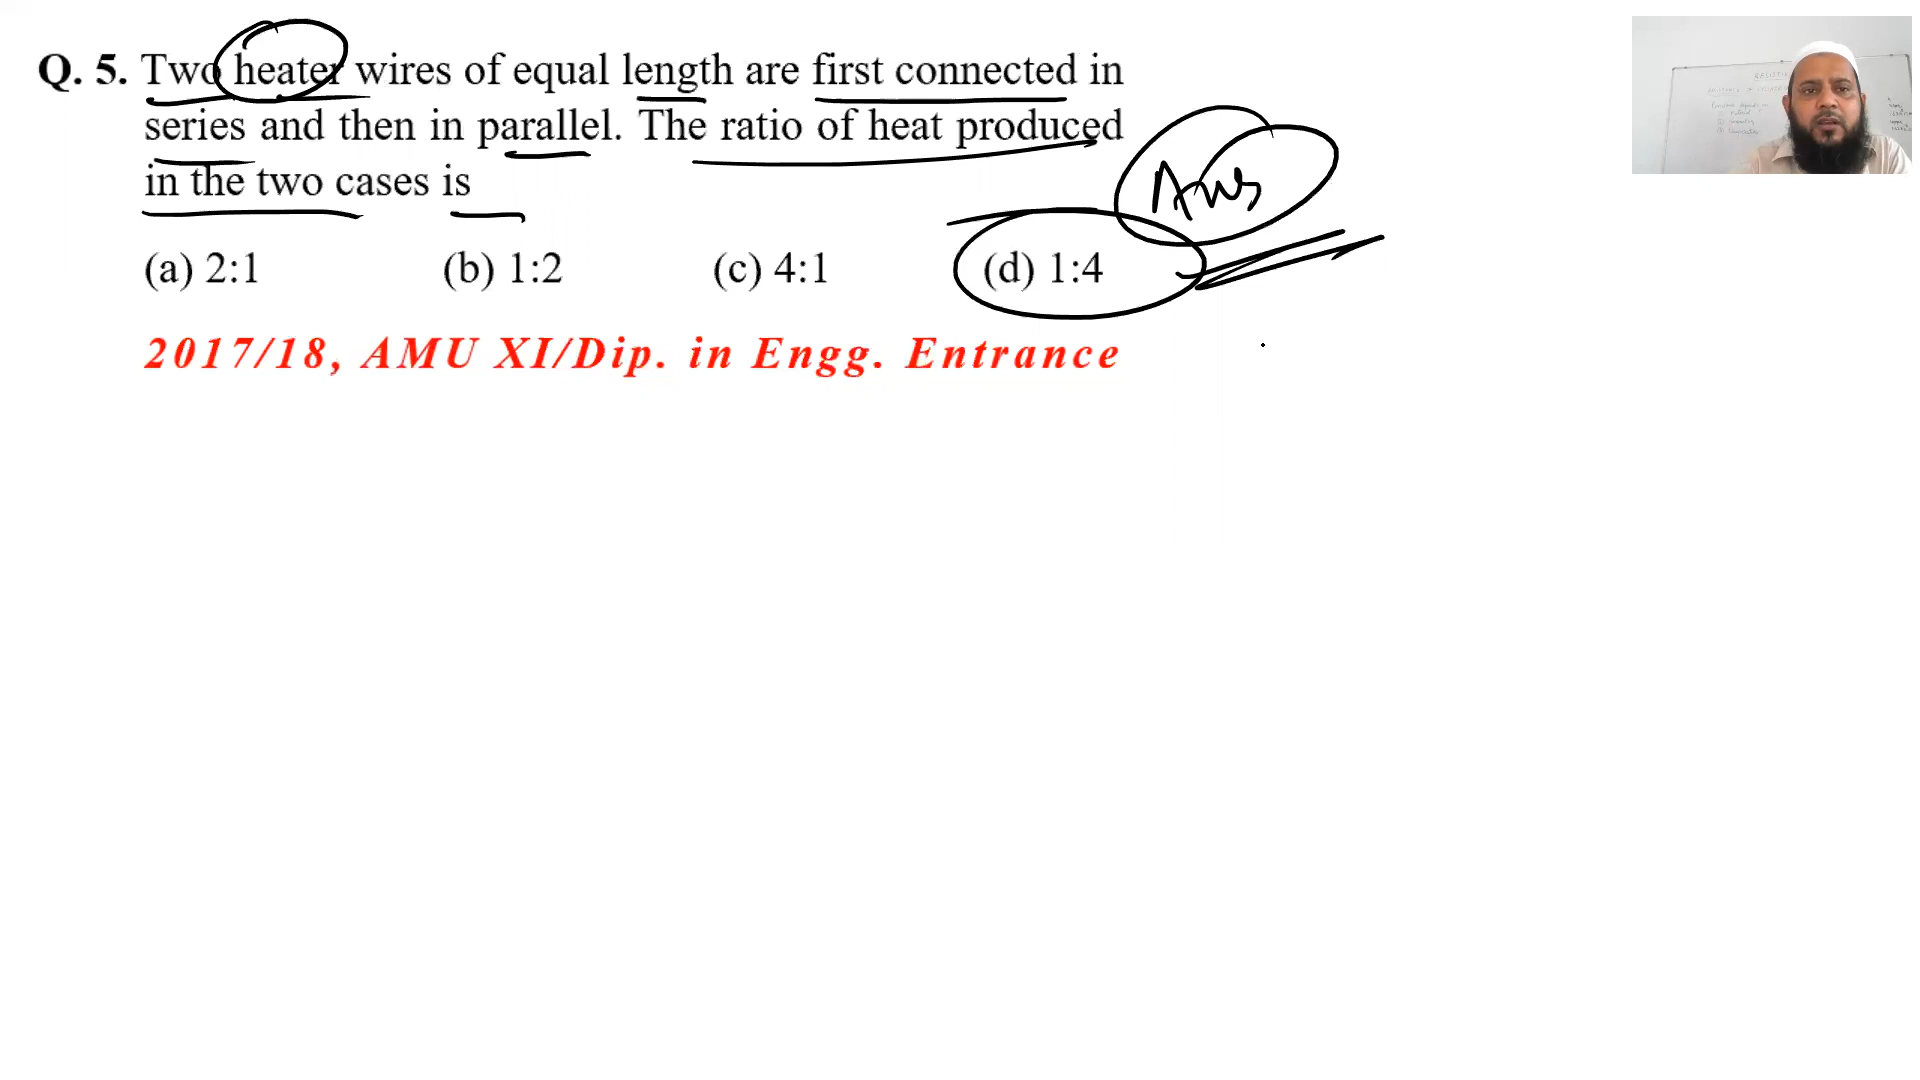 Q. 5. Two heater wires of equal length are first connected in
series and then in parallel. The ratio of heat produced
in the two cases is
Ans
(a) 2:1 (b) 1:2 (c) 4:1 (d) 1:4
2017/18, AMU XI/Dip. in Engg. Entrance